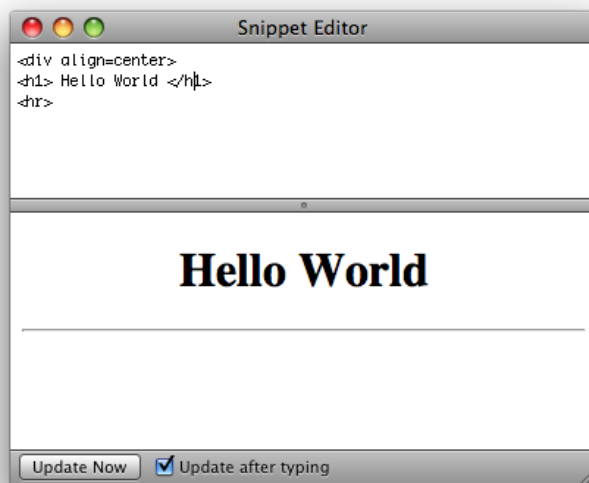 Snippet Editor
<div align=center>
<h1> Hello World </h1>
<hr>
Hello World
Update Now Update after typing